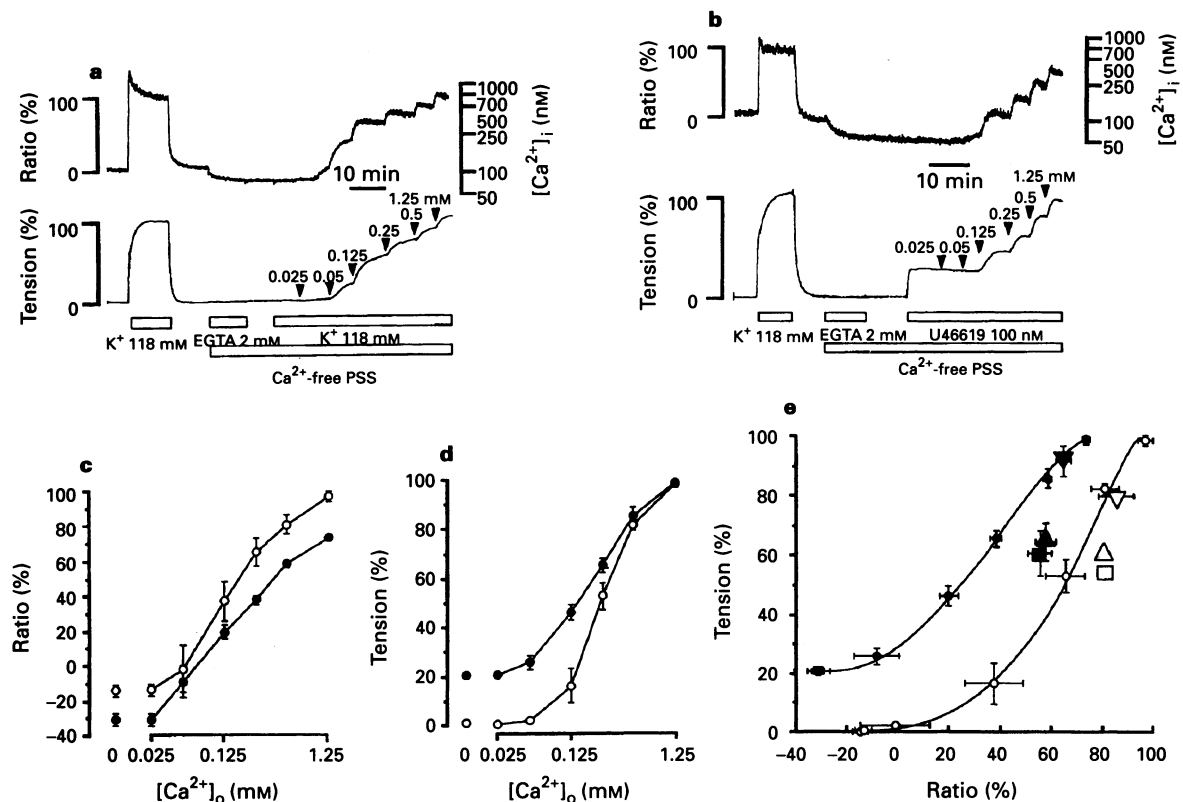 a
Ratio (%)
100
0
1000
700
500
250
100
50
[Ca²⁺]ᵢ (nM)
10 min
Tension (%)
100
0
0.025
0.05
0.125
0.25
0.5
1.25 mM
K⁺ 118 mM
EGTA 2 mM
K⁺ 118 mM
Ca²⁺-free PSS
b
Ratio (%)
100
0
1000
700
500
250
100
50
[Ca²⁺]ᵢ (nM)
10 min
Tension (%)
100
0
0.025
0.05
0.125
0.25
0.5
1.25 mM
K⁺ 118 mM
EGTA 2 mM
U46619 100 nM
Ca²⁺-free PSS
c
Ratio (%)
100
80
60
40
20
0
−20
−40
0
0.025
0.125
1.25
[Ca²⁺]ₒ (mM)
d
Tension (%)
100
80
60
40
20
0
0
0.025
0.125
1.25
[Ca²⁺]ₒ (mM)
e
Tension (%)
100
80
60
40
20
0
−40
−20
0
20
40
60
80
100
Ratio (%)